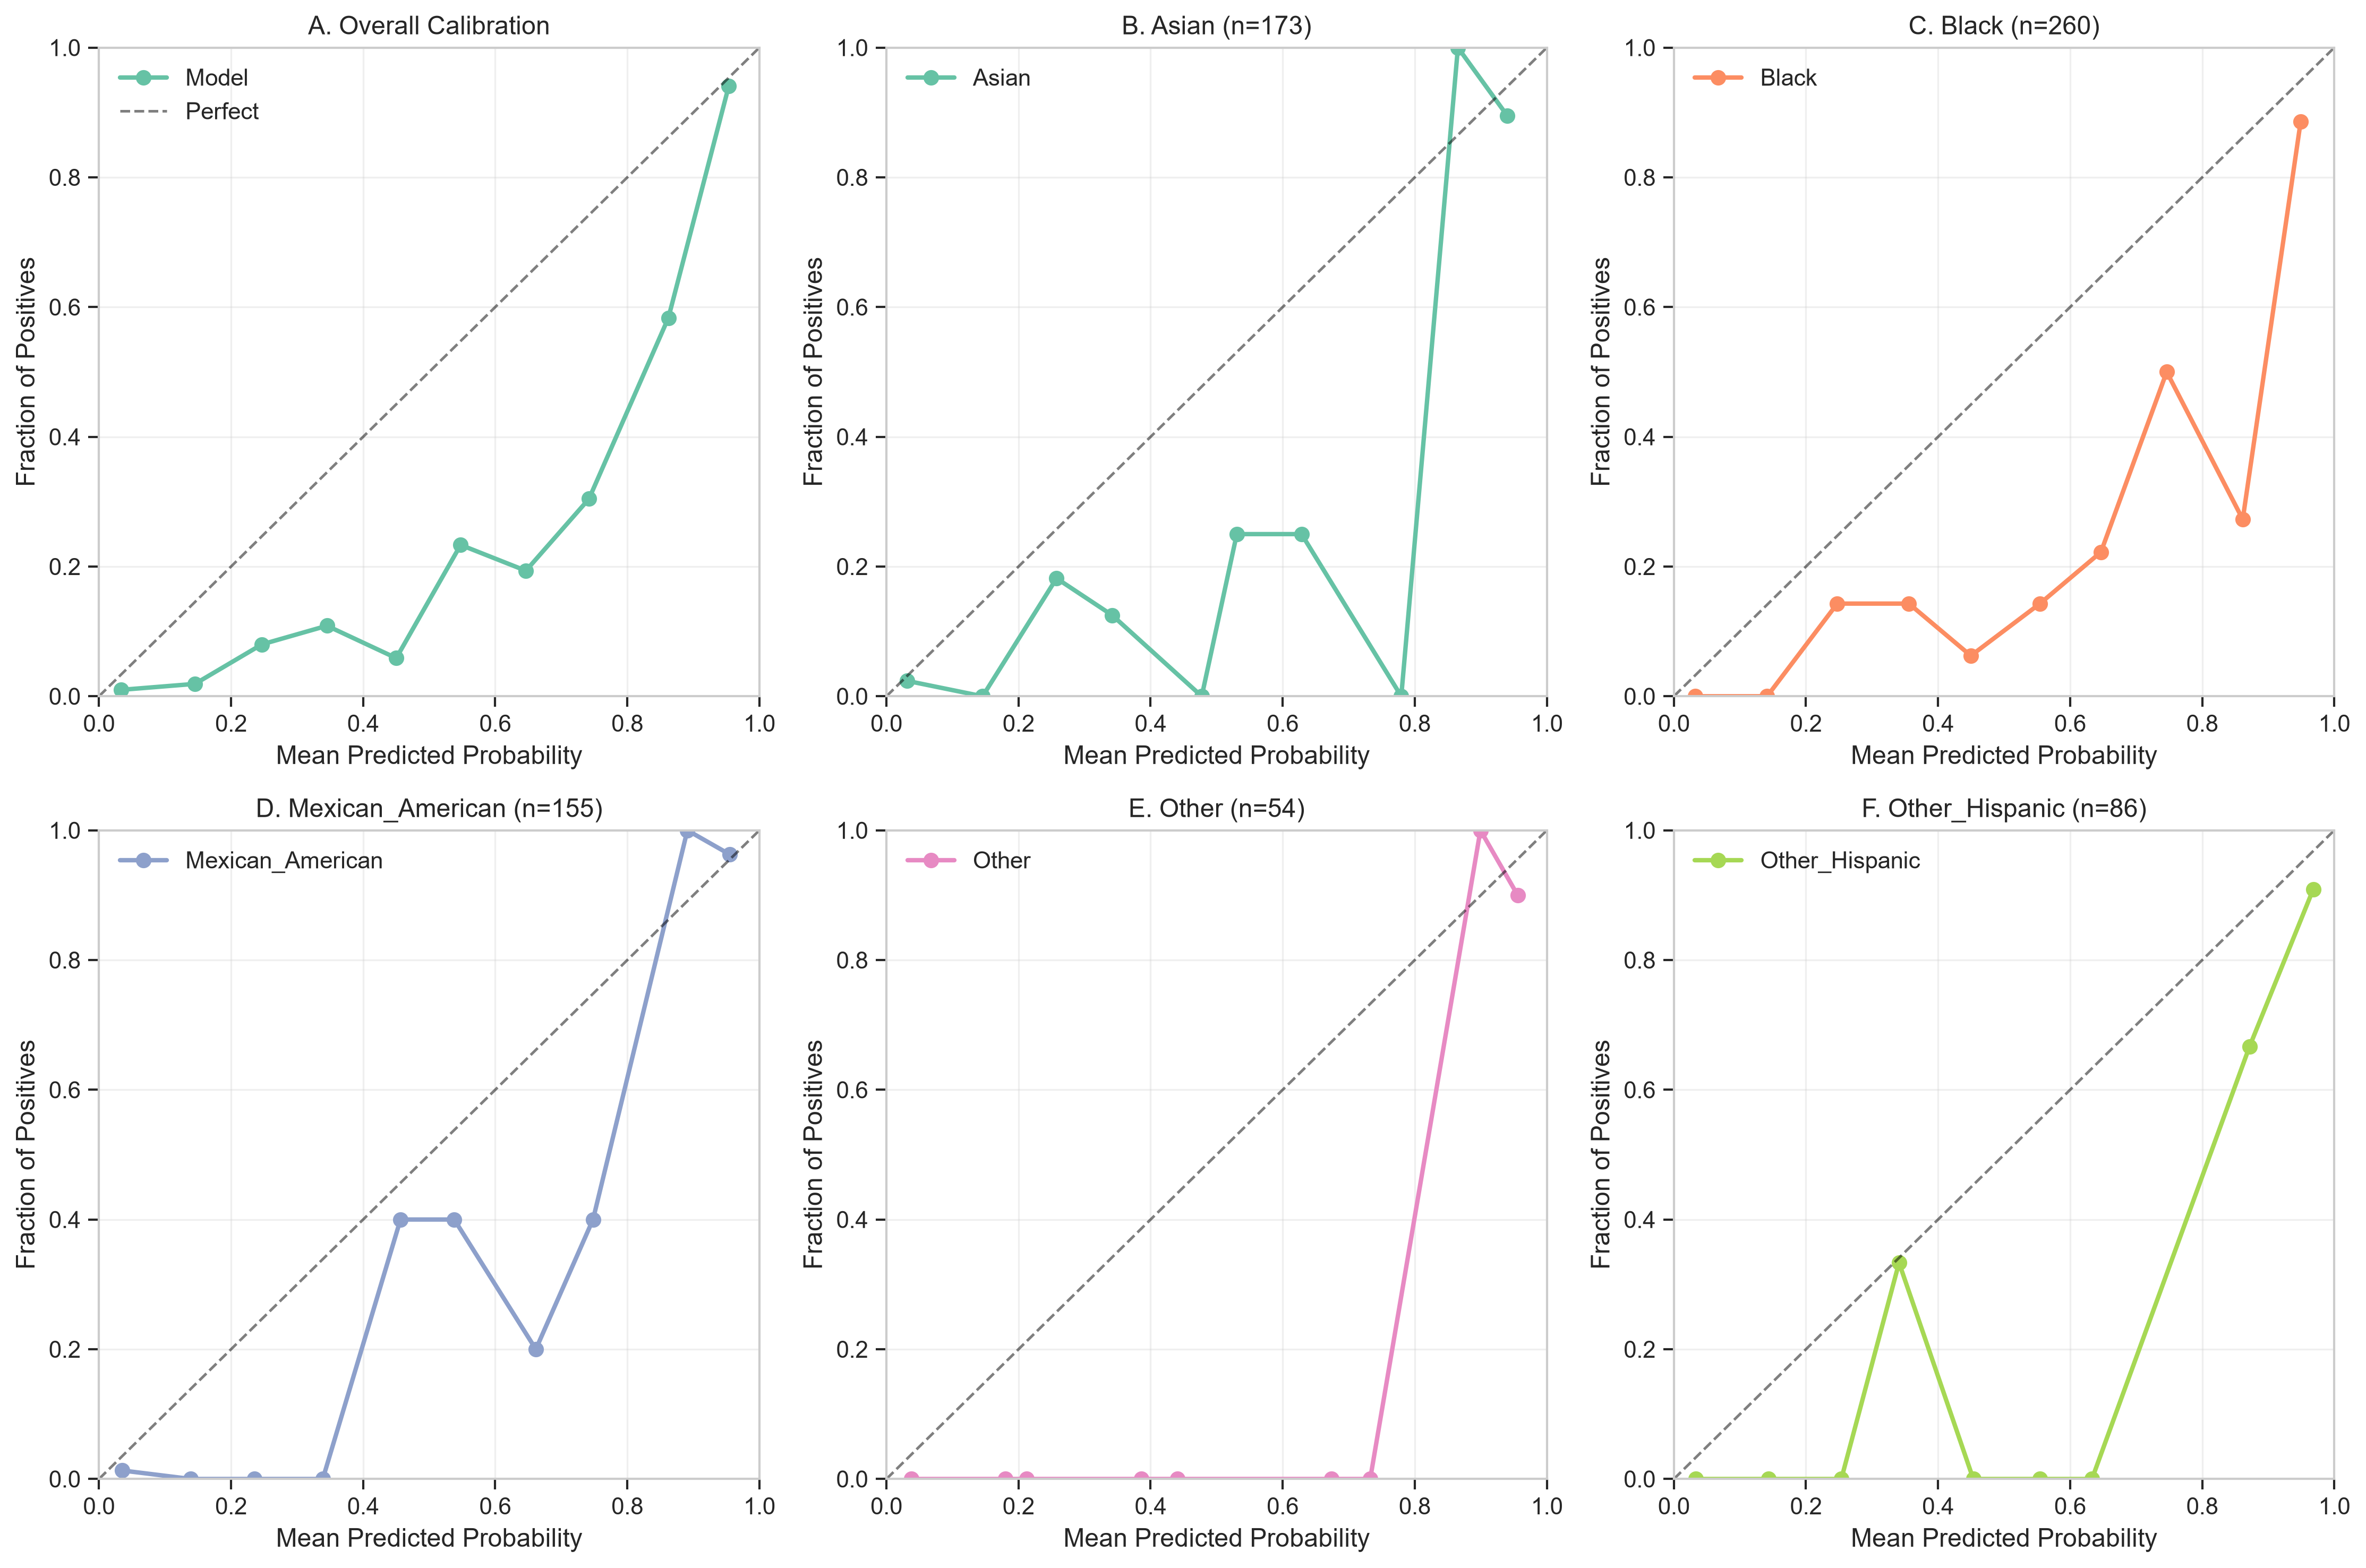 A. Overall Calibration
1.0
0.8
0.6
0.4
0.2
0.0
Fraction of Positives
Model
Perfect
0.0 0.2 0.4 0.6 0.8 1.0
Mean Predicted Probability
B. Asian (n=173)
1.0
0.8
0.6
0.4
0.2
0.0
Fraction of Positives
Asian
0.0 0.2 0.4 0.6 0.8 1.0
Mean Predicted Probability
C. Black (n=260)
1.0
0.8
0.6
0.4
0.2
0.0
Fraction of Positives
Black
0.0 0.2 0.4 0.6 0.8 1.0
Mean Predicted Probability
D. Mexican_American (n=155)
1.0
0.8
0.6
0.4
0.2
0.0
Fraction of Positives
Mexican_American
0.0 0.2 0.4 0.6 0.8 1.0
Mean Predicted Probability
E. Other (n=54)
1.0
0.8
0.6
0.4
0.2
0.0
Fraction of Positives
Other
0.0 0.2 0.4 0.6 0.8 1.0
Mean Predicted Probability
F. Other_Hispanic (n=86)
1.0
0.8
0.6
0.4
0.2
0.0
Fraction of Positives
Other_Hispanic
0.0 0.2 0.4 0.6 0.8 1.0
Mean Predicted Probability